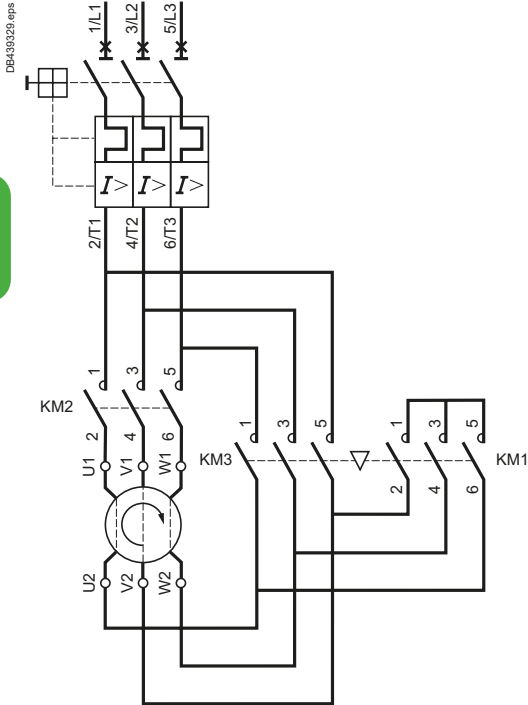 DB439329.eps
1/L1
3/L2
5/L3
I>
I>
I>
2/T1
4/T2
6/T3
KM2
1
3
5
2
4
6
U1
V1
W1
KM3
1
3
5
1
3
5
2
4
6
KM1
U2
V2
W2